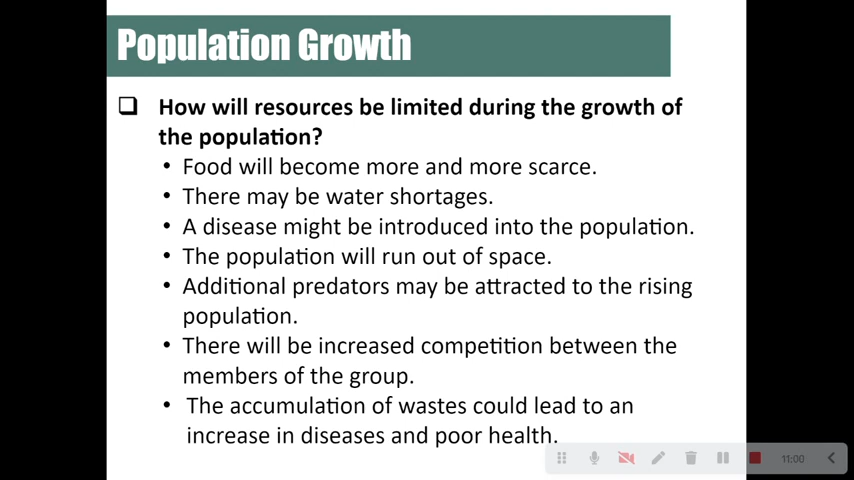 Population Growth
❑ How will resources be limited during the growth of
the population?
• Food will become more and more scarce.
• There may be water shortages.
• A disease might be introduced into the population.
• The population will run out of space.
• Additional predators may be attracted to the rising
population.
• There will be increased competition between the
members of the group.
• The accumulation of wastes could lead to an
increase in diseases and poor health.
11:00